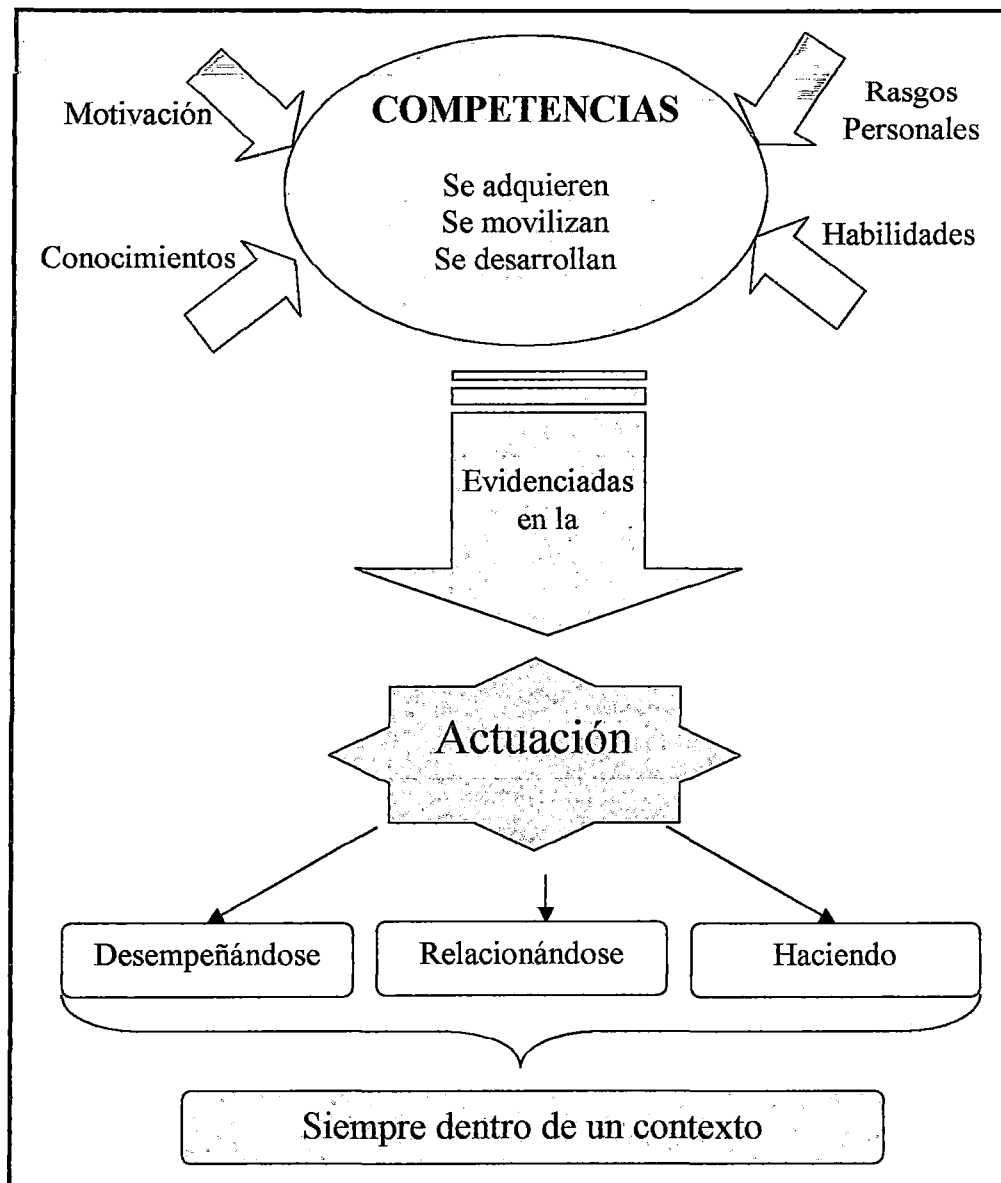 COMPETENCIAS
Se adquieren
Se movilizan
Se desarrollan
Motivación
Rasgos
Personales
Conocimientos
Habilidades
Evidenciadas
en la
Actuación
Desempeñándose
Relacionándose
Haciendo
Siempre dentro de un contexto